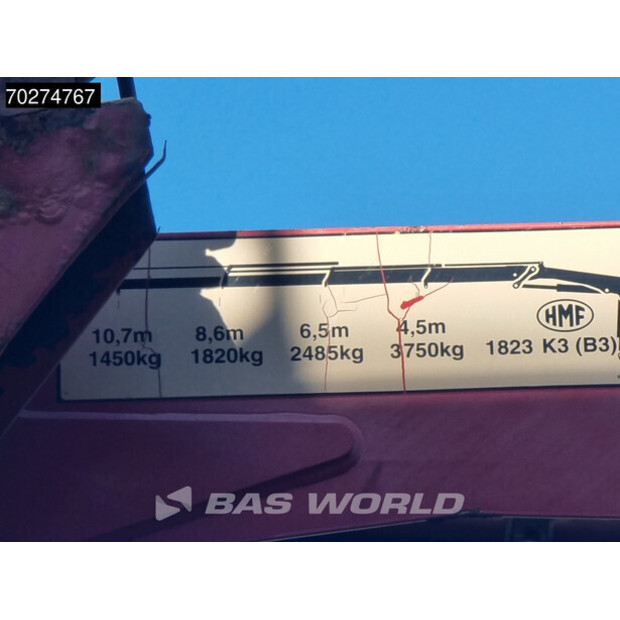 70274767
10,7m 8,6m 6,5m 4,5m
1450kg 1820kg 2485kg 3750kg
HMF
1823 K3 (B3)
BAS WORLD